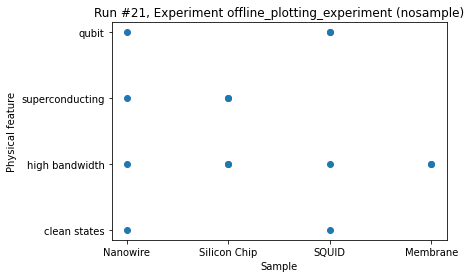 Run #21, Experiment offline_plotting_experiment (nosample)
qubit
superconducting
high bandwidth
clean states
Physical feature
Nanowire Silicon Chip SQUID Membrane
Sample